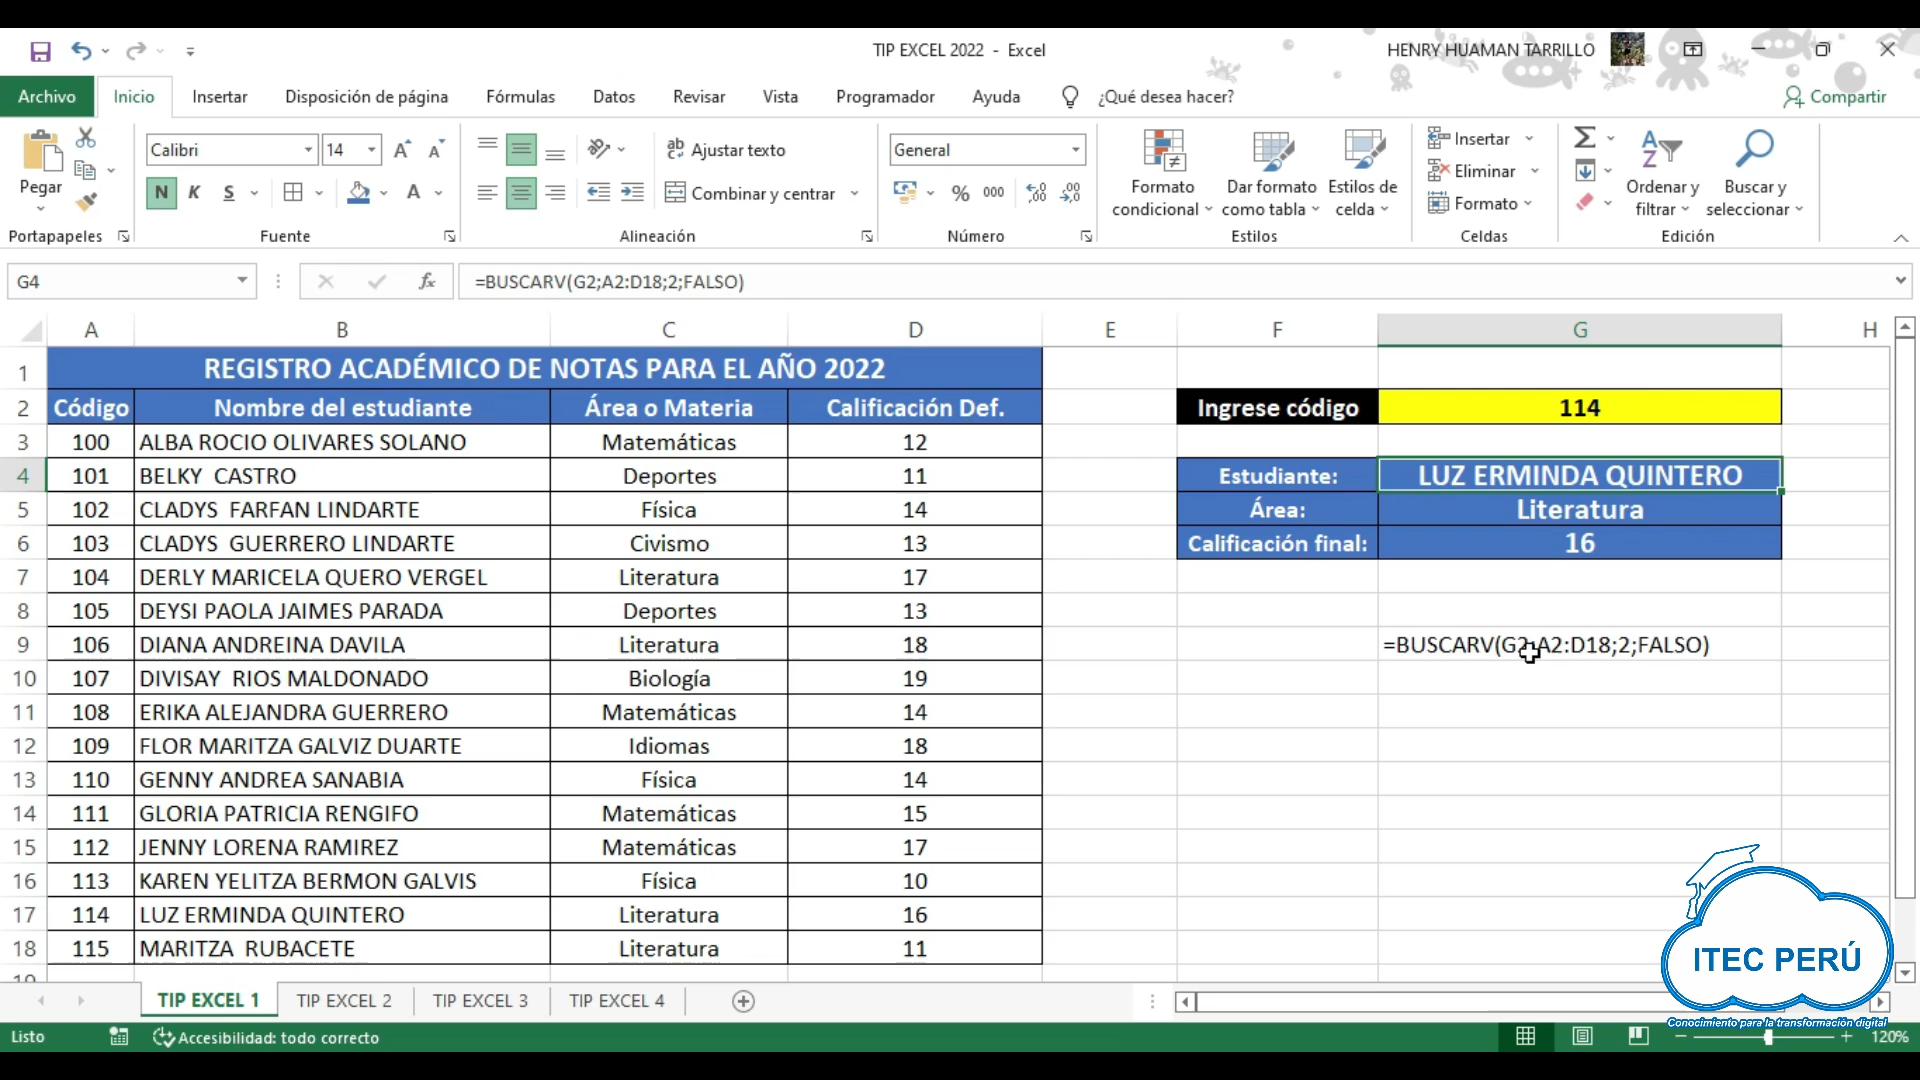 TIP EXCEL 2022 - Excel
HENRY HUAMAN TARRILLO
Archivo Inicio Insertar Disposición de página Fórmulas Datos Revisar Vista Programador Ayuda ¿Qué desea hacer? Compartir
Calibri 14 Ajustar texto General Insertar
Pegar Formato Dar formato Estilos de Eliminar Ordenar y Buscar y
N K S Combinar y centrar % 000 condicional como tabla celda Formato filtrar seleccionar
Portapapeles Fuente Alineación Número Estilos Celdas Edición
G4 fx =BUSCARV(G2;A2:D18;2;FALSO)
A B C D E F G H
1 REGISTRO ACADÉMICO DE NOTAS PARA EL AÑO 2022
2 Código Nombre del estudiante Área o Materia Calificación Def. Ingrese código 114
3 100 ALBA ROCIO OLIVARES SOLANO Matemáticas 12
4 101 BELKY CASTRO Deportes 11 Estudiante: LUZ ERMINDA QUINTERO
5 102 CLADYS FARFAN LINDARTE Física 14 Área: Literatura
6 103 CLADYS GUERRERO LINDARTE Civismo 13 Calificación final: 16
7 104 DERLY MARICELA QUERO VERGEL Literatura 17
8 105 DEYSI PAOLA JAIMES PARADA Deportes 13
9 106 DIANA ANDREINA DAVILA Literatura 18 =BUSCARV(G2;A2:D18;2;FALSO)
10 107 DIVISAY RIOS MALDONADO Biología 19
11 108 ERIKA ALEJANDRA GUERRERO Matemáticas 14
12 109 FLOR MARITZA GALVIZ DUARTE Idiomas 18
13 110 GENNY ANDREA SANABIA Física 14
14 111 GLORIA PATRICIA RENGIFO Matemáticas 15
15 112 JENNY LORENA RAMIREZ Matemáticas 17
16 113 KAREN YELITZA BERMON GALVIS Física 10
17 114 LUZ ERMINDA QUINTERO Literatura 16
18 115 MARITZA RUBACETE Literatura 11
ITEC PERÚ
Conocimiento para la transformación digital
TIP EXCEL 1 TIP EXCEL 2 TIP EXCEL 3 TIP EXCEL 4
Listo Accesibilidad: todo correcto 120%